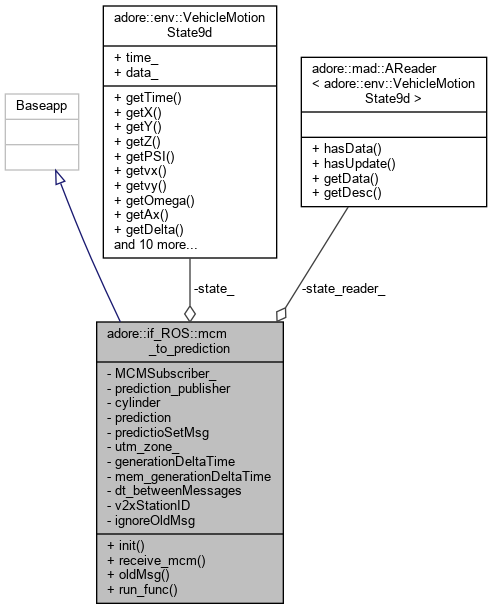 adore::env::VehicleMotion
State9d
+ time_
+ data_
+ getTime()
+ getX()
+ getY()
+ getZ()
+ getPSI()
+ getvx()
+ getvy()
+ getOmega()
+ getAx()
+ getDelta()
and 10 more...
adore::mad::AReader
< adore::env::VehicleMotion
State9d >
+ hasData()
+ hasUpdate()
+ getData()
+ getDesc()
Baseapp
-state_
-state_reader_
adore::if_ROS::mcm
_to_prediction
- MCMSubscriber_
- prediction_publisher
- cylinder
- prediction
- predictioSetMsg
- utm_zone_
- generationDeltaTime
- mem_generationDeltaTime
- dt_betweenMessages
- v2xStationID
- ignoreOldMsg
+ init()
+ receive_mcm()
+ oldMsg()
+ run_func()